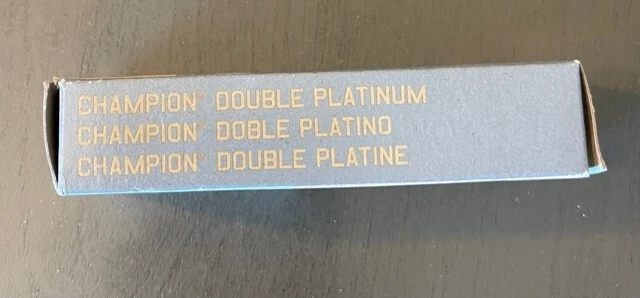 CHAMPION® DOUBLE PLATINUM
CHAMPION® DOBLE PLATINO
CHAMPION® DOUBLE PLATINE